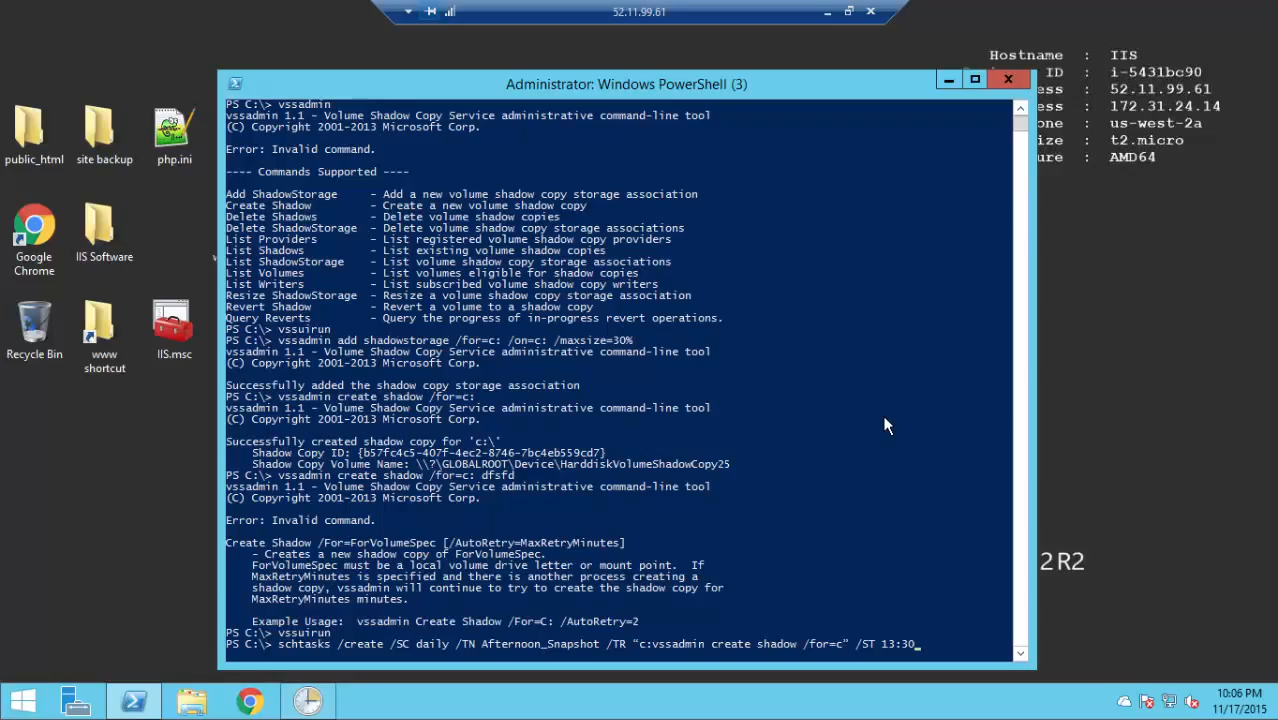 52.11.99.61
Hostname : IIS
ID : i-5431bc90
ess : 52.11.99.61
ess : 172.31.24.14
one : us-west-2a
ize : t2.micro
ure : AMD64
2 R2
public_html
site backup
php.ini
Google Chrome
IIS Software
w
Recycle Bin
www shortcut
IIS.msc
Administrator: Windows PowerShell (3)
PS C:\> vssadmin
vssadmin 1.1 - Volume Shadow Copy Service administrative command-line tool
(C) Copyright 2001-2013 Microsoft Corp.
Error: Invalid command.
---- Commands Supported ----
Add ShadowStorage - Add a new volume shadow copy storage association
Create Shadow - Create a new volume shadow copy
Delete Shadows - Delete volume shadow copies
Delete ShadowStorage - Delete volume shadow copy storage associations
List Providers - List registered volume shadow copy providers
List Shadows - List existing volume shadow copies
List ShadowStorage - List volume shadow copy storage associations
List Volumes - List volumes eligible for shadow copies
List Writers - List subscribed volume shadow copy writers
Resize ShadowStorage - Resize a volume shadow copy storage association
Revert Shadow - Revert a volume to a shadow copy
Query Reverts - Query the progress of in-progress revert operations.
PS C:\> vssuirun
PS C:\> vssadmin add shadowstorage /for=c: /on=c: /maxsize=30%
vssadmin 1.1 - Volume Shadow Copy Service administrative command-line tool
(C) Copyright 2001-2013 Microsoft Corp.
Successfully added the shadow copy storage association
PS C:\> vssadmin create shadow /for=c:
vssadmin 1.1 - Volume Shadow Copy Service administrative command-line tool
(C) Copyright 2001-2013 Microsoft Corp.
Successfully created shadow copy for 'c:\'
Shadow Copy ID: {b57fc4c5-407f-4ec2-8746-7bc4eb559cd7}
Shadow Copy Volume Name: \\?\GLOBALROOT\Device\HarddiskVolumeShadowCopy25
PS C:\> vssadmin create shadow /for=c: dfsfd
vssadmin 1.1 - Volume Shadow Copy Service administrative command-line tool
(C) Copyright 2001-2013 Microsoft Corp.
Error: Invalid command.
Create Shadow /For=ForVolumeSpec [/AutoRetry=MaxRetryMinutes]
- Creates a new shadow copy of ForVolumeSpec.
ForVolumeSpec must be a local volume drive letter or mount point. If
MaxRetryMinutes is specified and there is another process creating a
shadow copy, vssadmin will continue to try to create the shadow copy for
MaxRetryMinutes minutes.
Example Usage: vssadmin Create Shadow /For=C: /AutoRetry=2
PS C:\> vssuirun
PS C:\> schtasks /create /SC daily /TN Afternoon_Snapshot /TR “c:vssadmin create shadow /for=c” /ST 13:30_
10:06 PM
11/17/2015